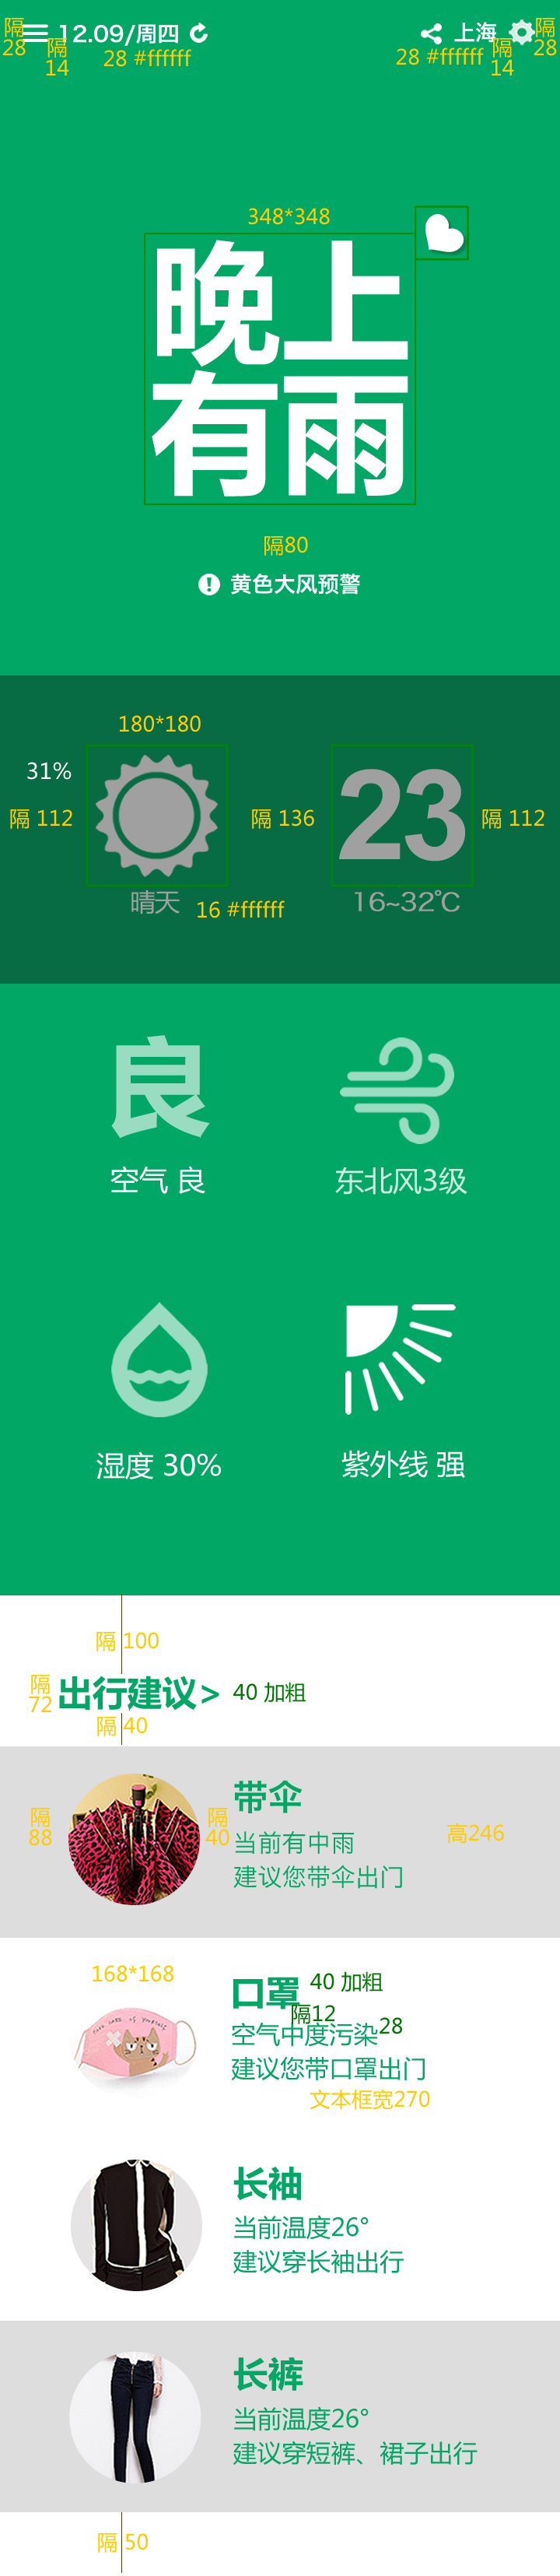 隔
28
12.09/周四
隔
14
28 #ffffff
上海
28 #ffffff
隔
14
隔
28
348*348
晚上
有雨
隔80
黄色大风预警
180*180
31%
隔 112
隔 136
23
隔 112
晴天
16 #ffffff
16~32℃
良
空气 良
东北风3级
湿度 30%
紫外线 强
隔 100
隔
72
出行建议>
40 加粗
隔 40
隔
88
隔
40
带伞
当前有中雨
建议您带伞出门
高246
168*168
口罩
40 加粗
隔12
空气中度污染
28
建议您带口罩出门
文本框宽270
长袖
当前温度26°
建议穿长袖出行
长裤
当前温度26°
建议穿短裤、裙子出行
隔 50